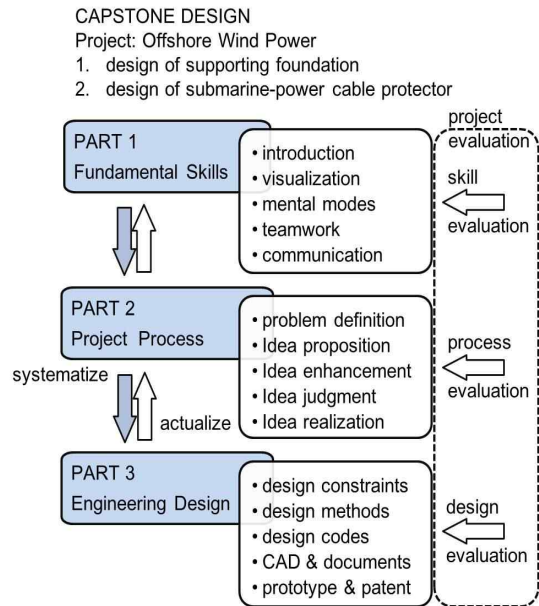 CAPSTONE DESIGN
Project: Offshore Wind Power
1. design of supporting foundation
2. design of submarine-power cable protector
project
evaluation
PART 1
Fundamental Skills
• introduction
• visualization
• mental modes
• teamwork
• communication
skill
evaluation
PART 2
Project Process
• problem definition
• Idea proposition
• Idea enhancement
• Idea judgment
• Idea realization
process
evaluation
systematize
actualize
PART 3
Engineering Design
• design constraints
• design methods
• design codes
• CAD & documents
• prototype & patent
design
evaluation